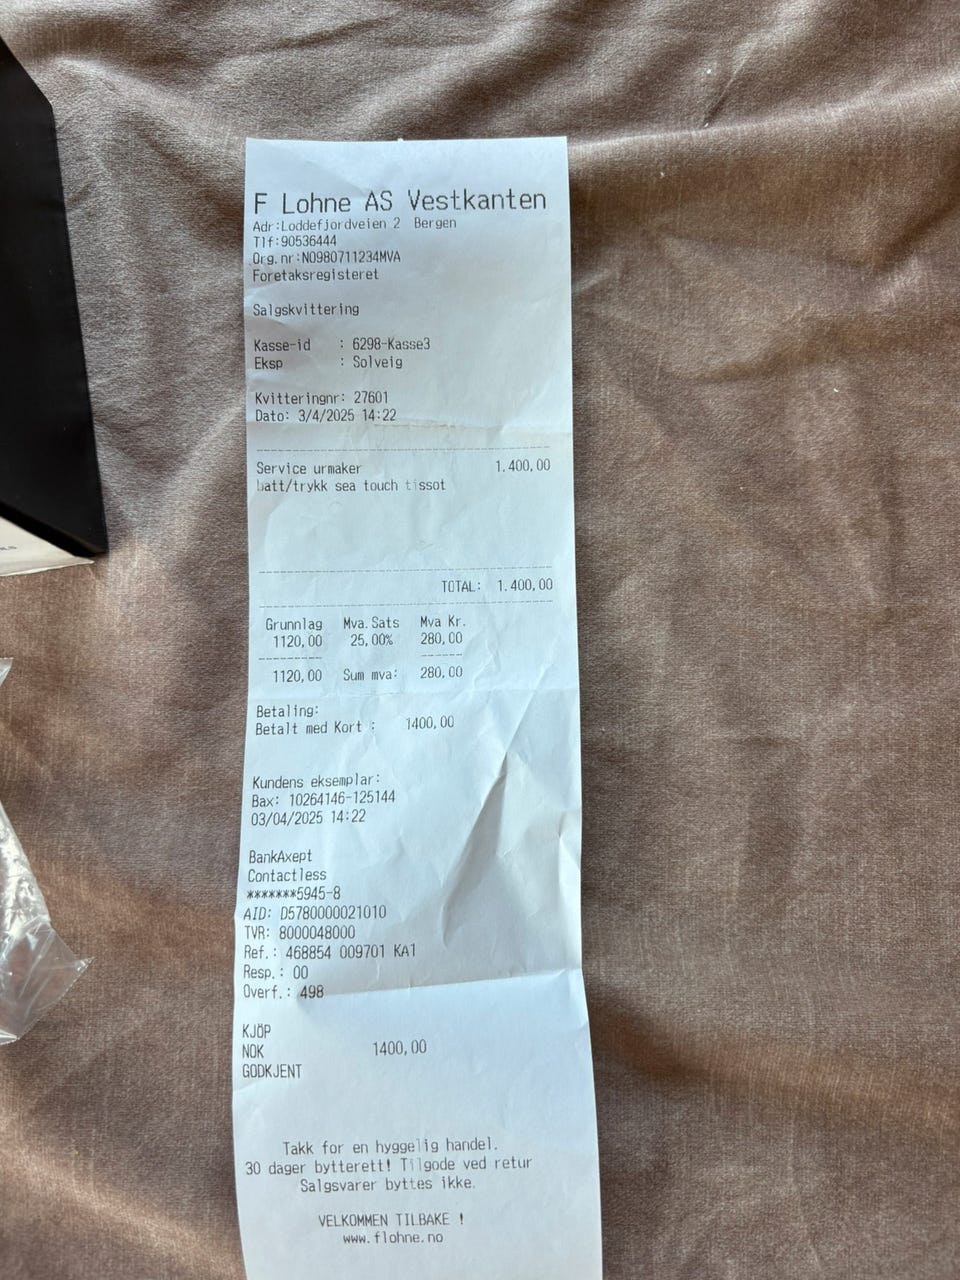 F Lohne AS Vestkanten
Adr:Loddefjordveien 2 Bergen
Tlf:90536444
Org.nr:NO980711234MVA
Foretaksregisteret
Salgskvittering
Kasse-id : 6298-Kasse3
Eksp : Solveig
Kvitteringnr: 27601
Dato: 3/4/2025 14:22
Service urmaker 1.400,00
batt/trykk sea touch tissot
TOTAL: 1.400,00
Grunnlag Mva.Sats Mva Kr.
1120,00 25,00% 280,00
1120,00 Sum mva: 280,00
Betaling:
Betalt med Kort : 1400,00
Kundens eksemplar:
Bax: 10264146-125144
03/04/2025 14:22
BankAxept
Contactless
*******5945-8
AID: D5780000021010
TVR: 8000048000
Ref.: 468854 009701 KA1
Resp.: 00
Overf.: 498
KJÖP
NOK 1400,00
GODKJENT
Takk for en hyggelig handel.
30 dager bytterett! Tilgode ved retur
Salgsvarer byttes ikke.
VELKOMMEN TILBAKE !
www.flohne.no